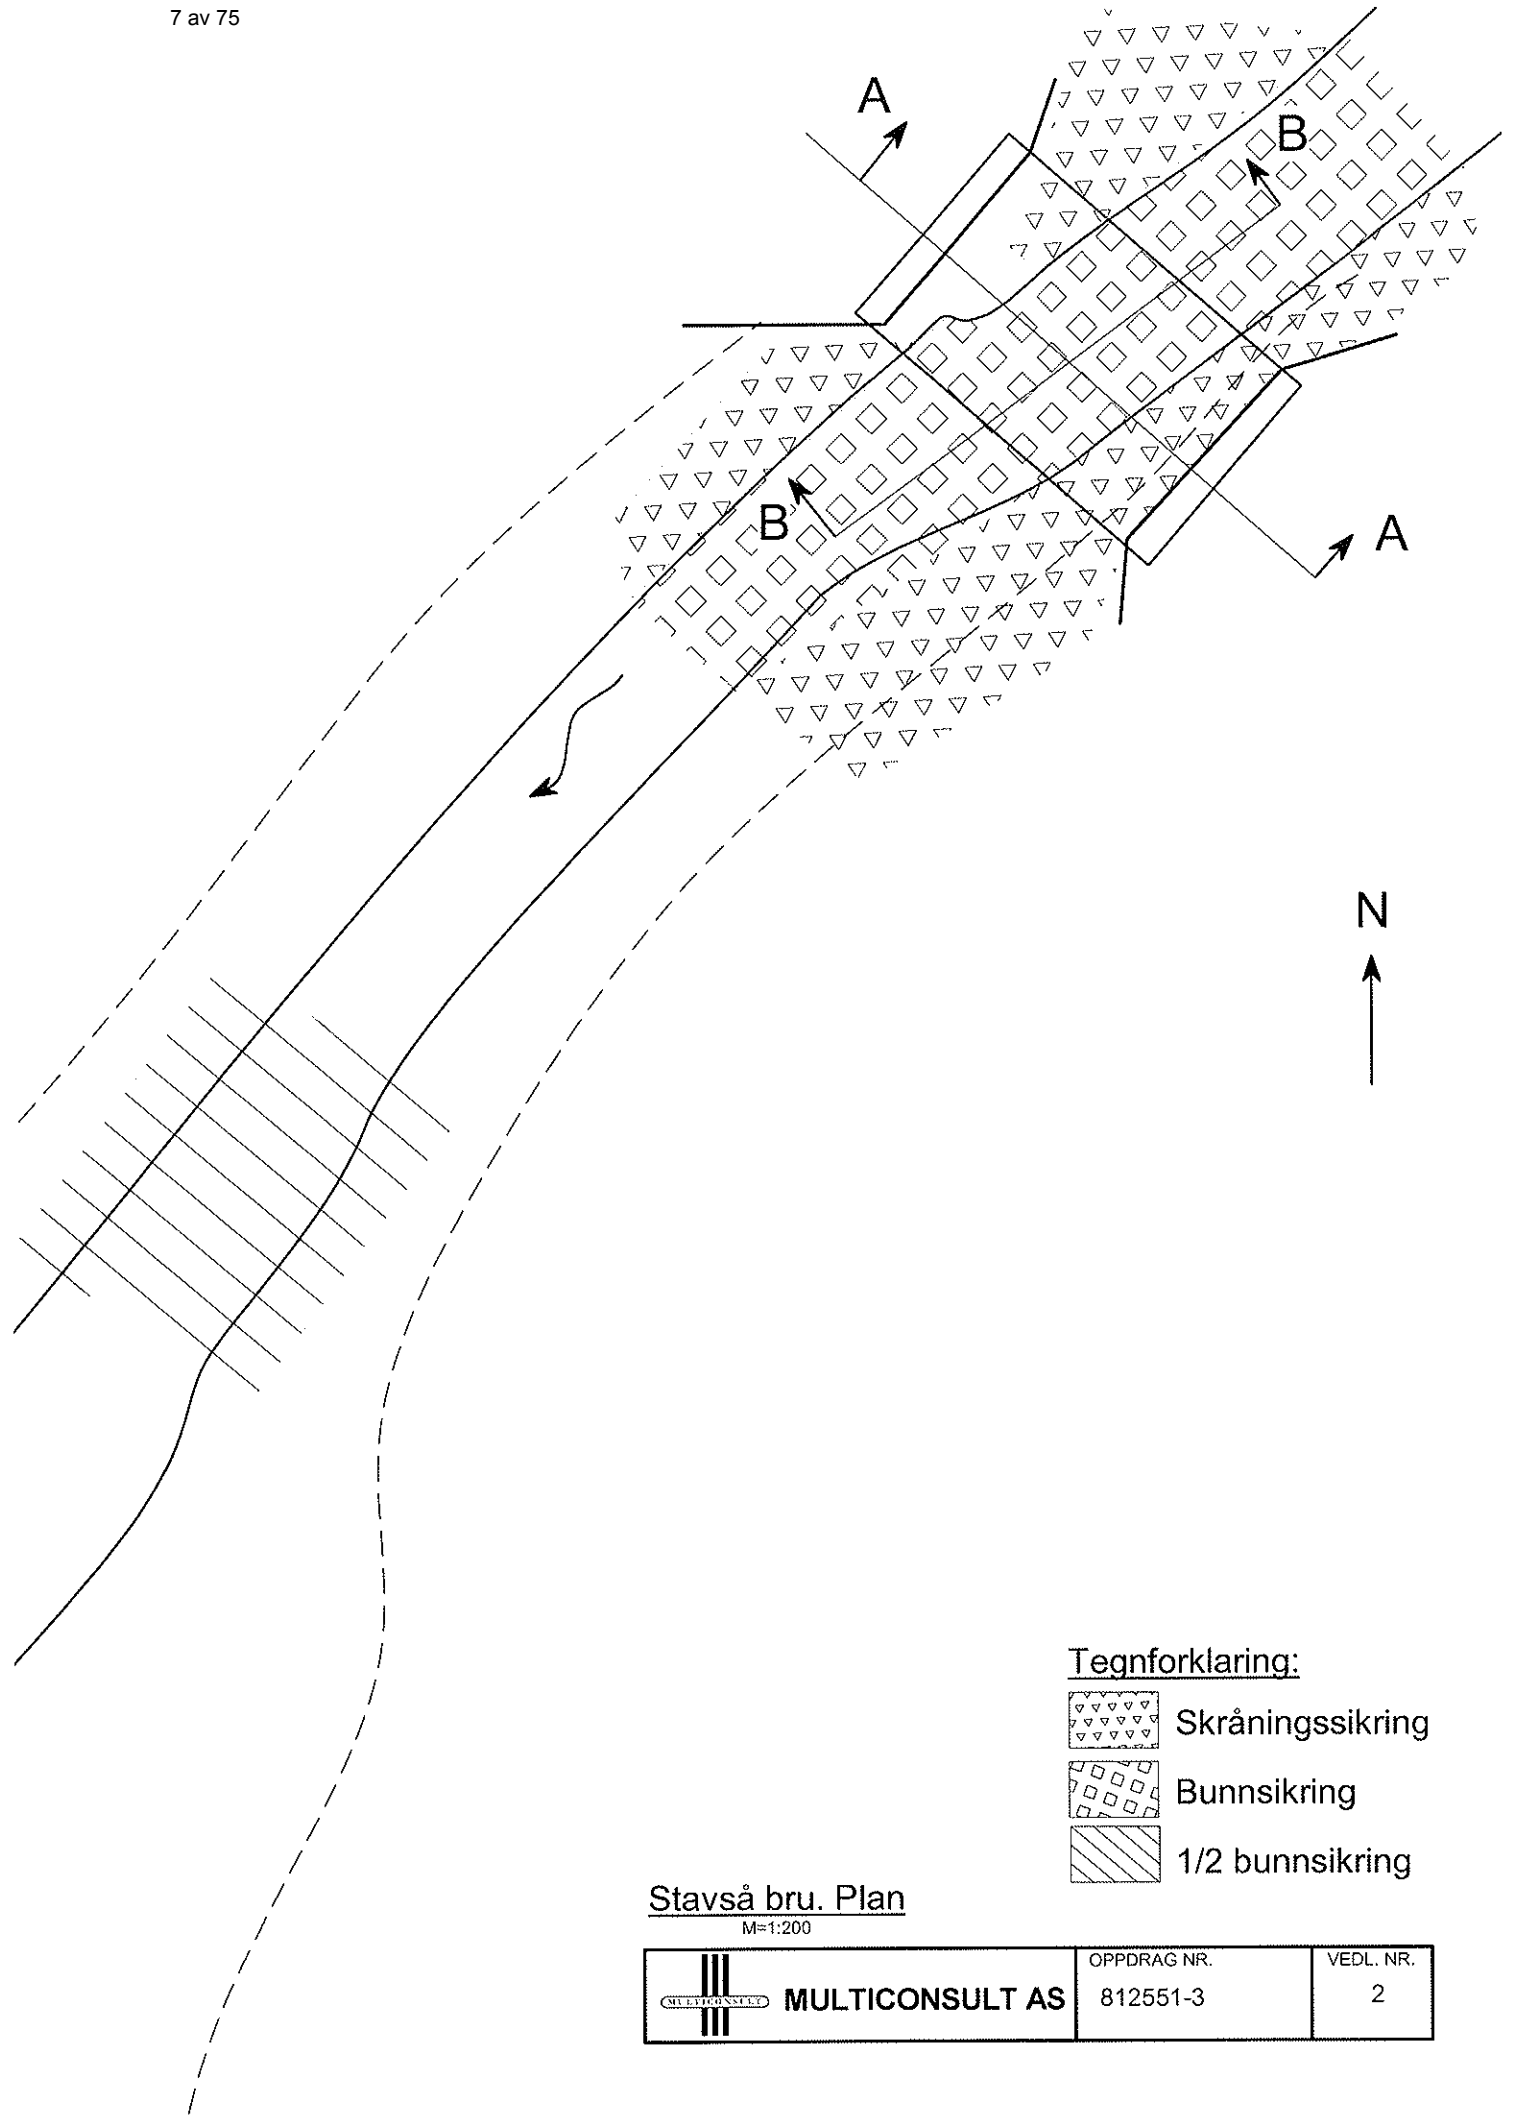 7 av 75
A
B
B
A
N
Tegnforklaring:
Skråningssikring
Bunnsikring
1/2 bunnsikring
Stavså bru. Plan
M=1:200
MULTICONSULT
MULTICONSULT AS
OPPDRAG NR.
812551-3
VEDL. NR.
2